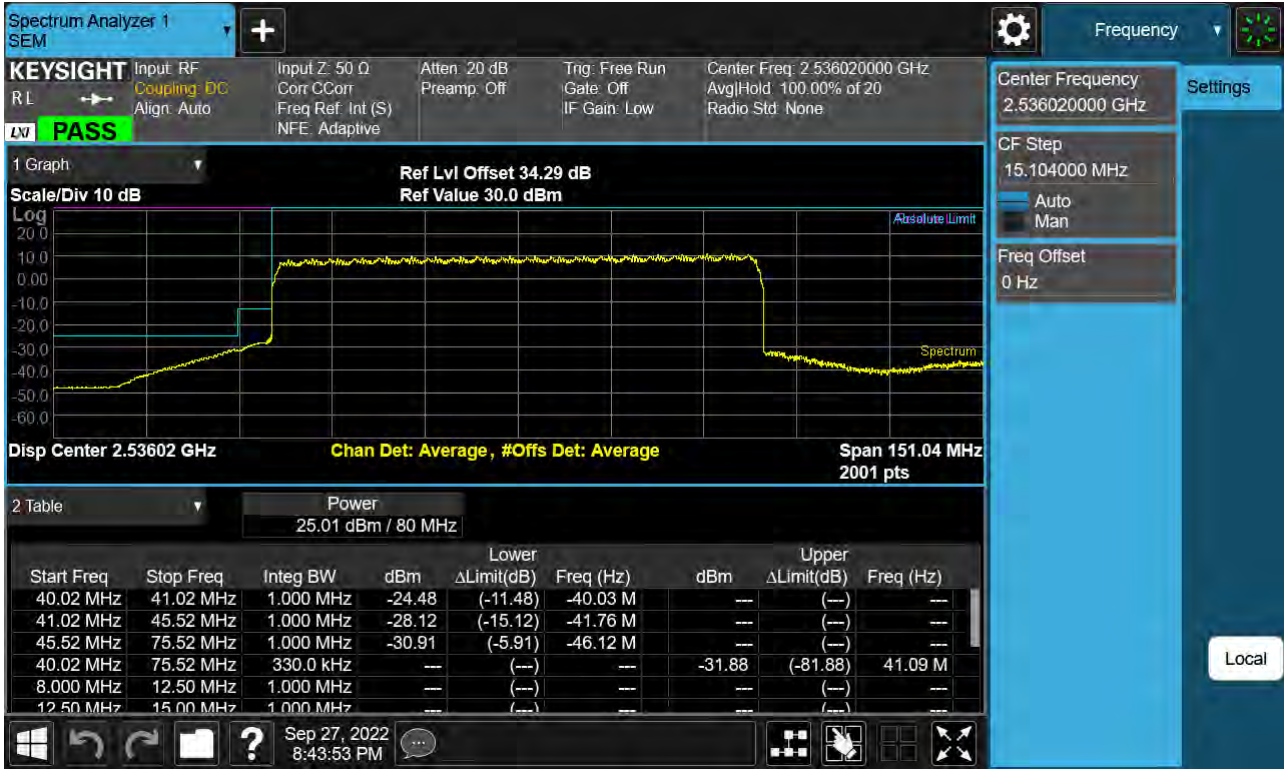 Spectrum Analyzer 1
SEM
+
Frequency
KEYSIGHT
R L
LXI
PASS
Input: RF
Coupling: DC
Align: Auto
Input Z: 50 Ω
Corr CCorr
Freq Ref: Int (S)
NFE: Adaptive
Atten: 20 dB
Preamp: Off
Trig: Free Run
Gate: Off
IF Gain: Low
Center Freq: 2.536020000 GHz
Avg|Hold: 100.00% of 20
Radio Std: None
Center Frequency
2.536020000 GHz
Settings
CF Step
15.104000 MHz
Auto
Man
Freq Offset
0 Hz
Local
1 Graph
Scale/Div 10 dB
Ref Lvl Offset 34.29 dB
Ref Value 30.0 dBm
Log
20.0
10.0
0.00
-10.0
-20.0
-30.0
-40.0
-50.0
-60.0
Limit
Spectrum
Disp Center 2.53602 GHz
Chan Det: Average , #Offs Det: Average
Span 151.04 MHz
2001 pts
2 Table
Power
25.01 dBm / 80 MHz
Lower Upper
Start Freq Stop Freq Integ BW dBm ΔLimit(dB) Freq (Hz) dBm ΔLimit(dB) Freq (Hz)
40.02 MHz 41.02 MHz 1.000 MHz -24.48 (-11.48) -40.03 M --- (---) ---
41.02 MHz 45.52 MHz 1.000 MHz -28.12 (-15.12) -41.76 M --- (---) ---
45.52 MHz 75.52 MHz 1.000 MHz -30.91 (-5.91) -46.12 M --- (---) ---
40.02 MHz 75.52 MHz 330.0 kHz --- (---) --- -31.88 (-81.88) 41.09 M
8.000 MHz 12.50 MHz 1.000 MHz --- (---) --- --- (---) ---
12.50 MHz 15.00 MHz 1.000 MHz --- (---) --- --- (---) ---
?
Sep 27, 2022
8:43:53 PM